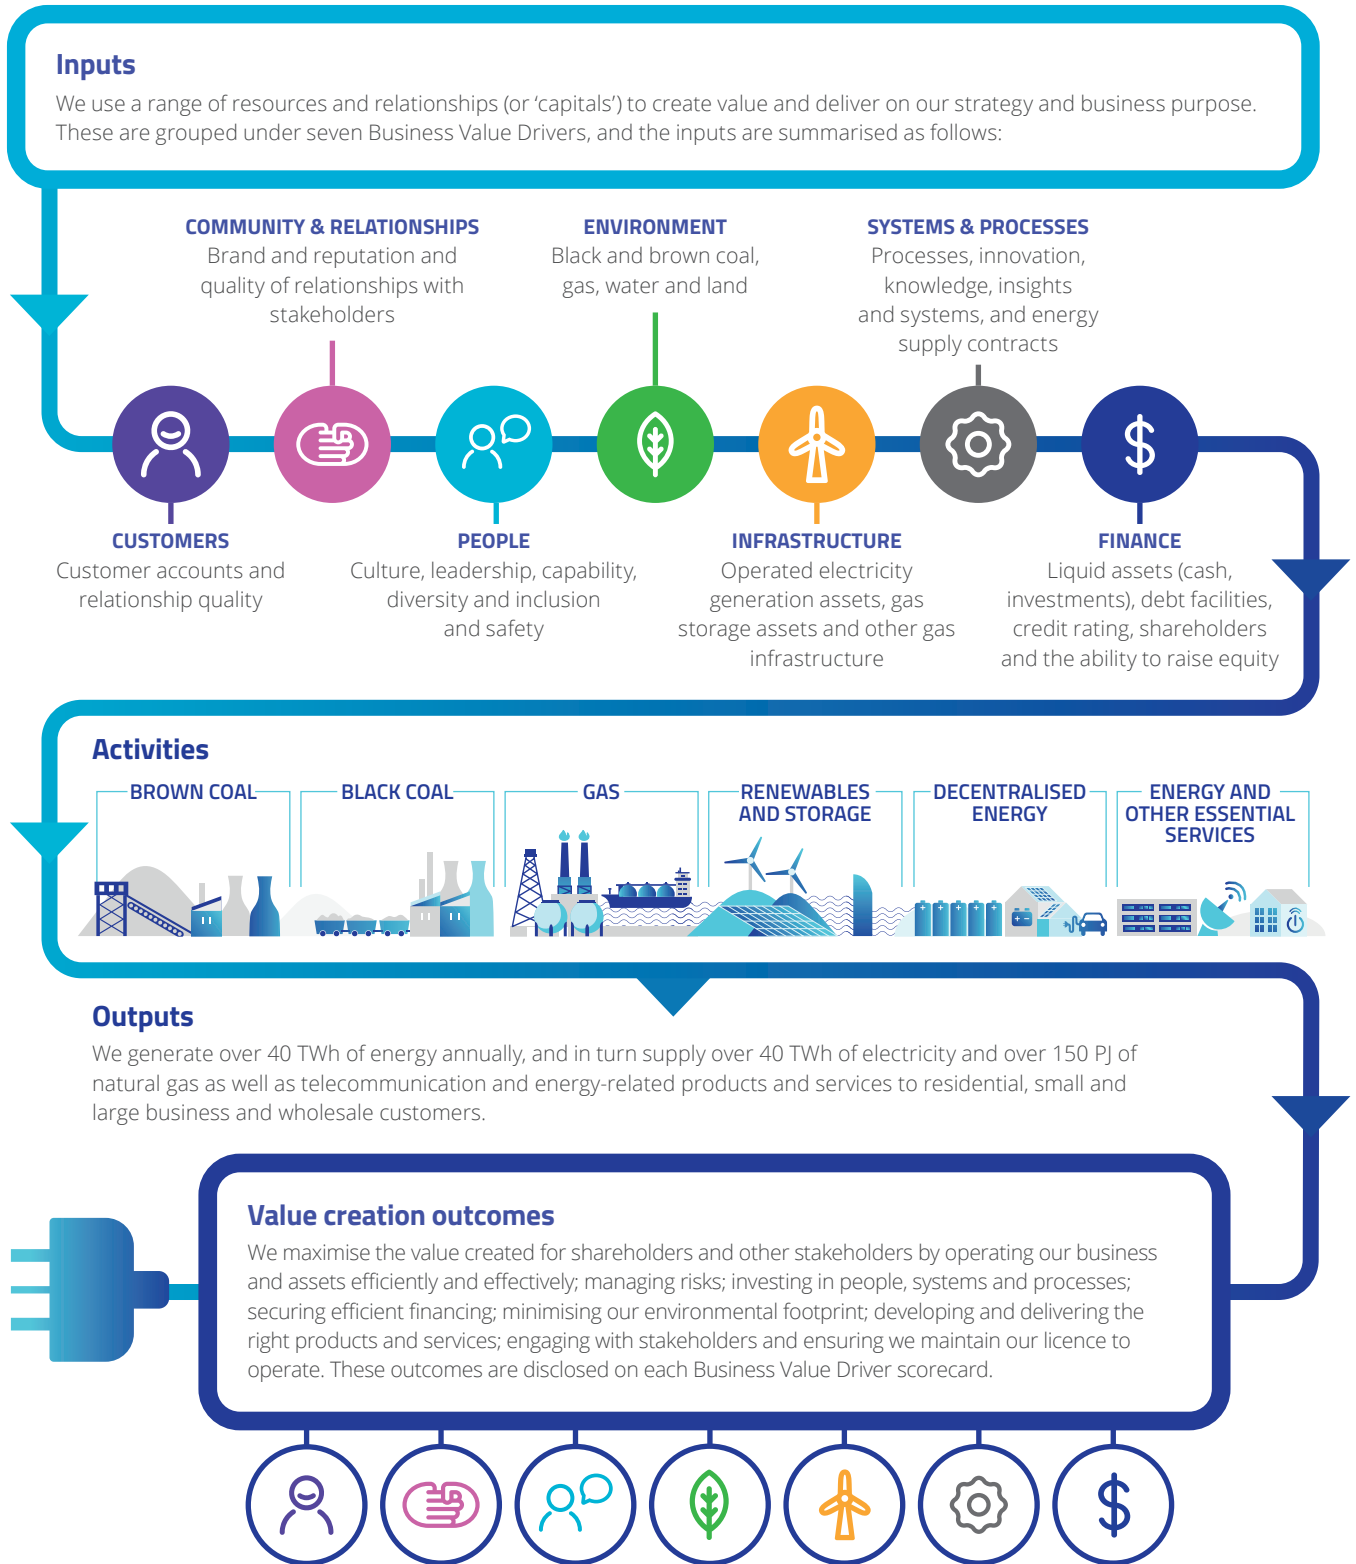 Inputs
We use a range of resources and relationships (or ‘capitals’) to create value and deliver on our strategy and business purpose.
These are grouped under seven Business Value Drivers, and the inputs are summarised as follows:
COMMUNITY & RELATIONSHIPS
Brand and reputation and
quality of relationships with
stakeholders
ENVIRONMENT
Black and brown coal,
gas, water and land
SYSTEMS & PROCESSES
Processes, innovation,
knowledge, insights
and systems, and energy
supply contracts
CUSTOMERS
Customer accounts and
relationship quality
PEOPLE
Culture, leadership, capability,
diversity and inclusion
and safety
INFRASTRUCTURE
Operated electricity
generation assets, gas
storage assets and other gas
infrastructure
FINANCE
Liquid assets (cash,
investments), debt facilities,
credit rating, shareholders
and the ability to raise equity
Activities
BROWN COAL
BLACK COAL
GAS
RENEWABLES
AND STORAGE
DECENTRALISED
ENERGY
ENERGY AND
OTHER ESSENTIAL
SERVICES
Outputs
We generate over 40 TWh of energy annually, and in turn supply over 40 TWh of electricity and over 150 PJ of
natural gas as well as telecommunication and energy-related products and services to residential, small and
large business and wholesale customers.
Value creation outcomes
We maximise the value created for shareholders and other stakeholders by operating our business
and assets efficiently and effectively; managing risks; investing in people, systems and processes;
securing efficient financing; minimising our environmental footprint; developing and delivering the
right products and services; engaging with stakeholders and ensuring we maintain our licence to
operate. These outcomes are disclosed on each Business Value Driver scorecard.